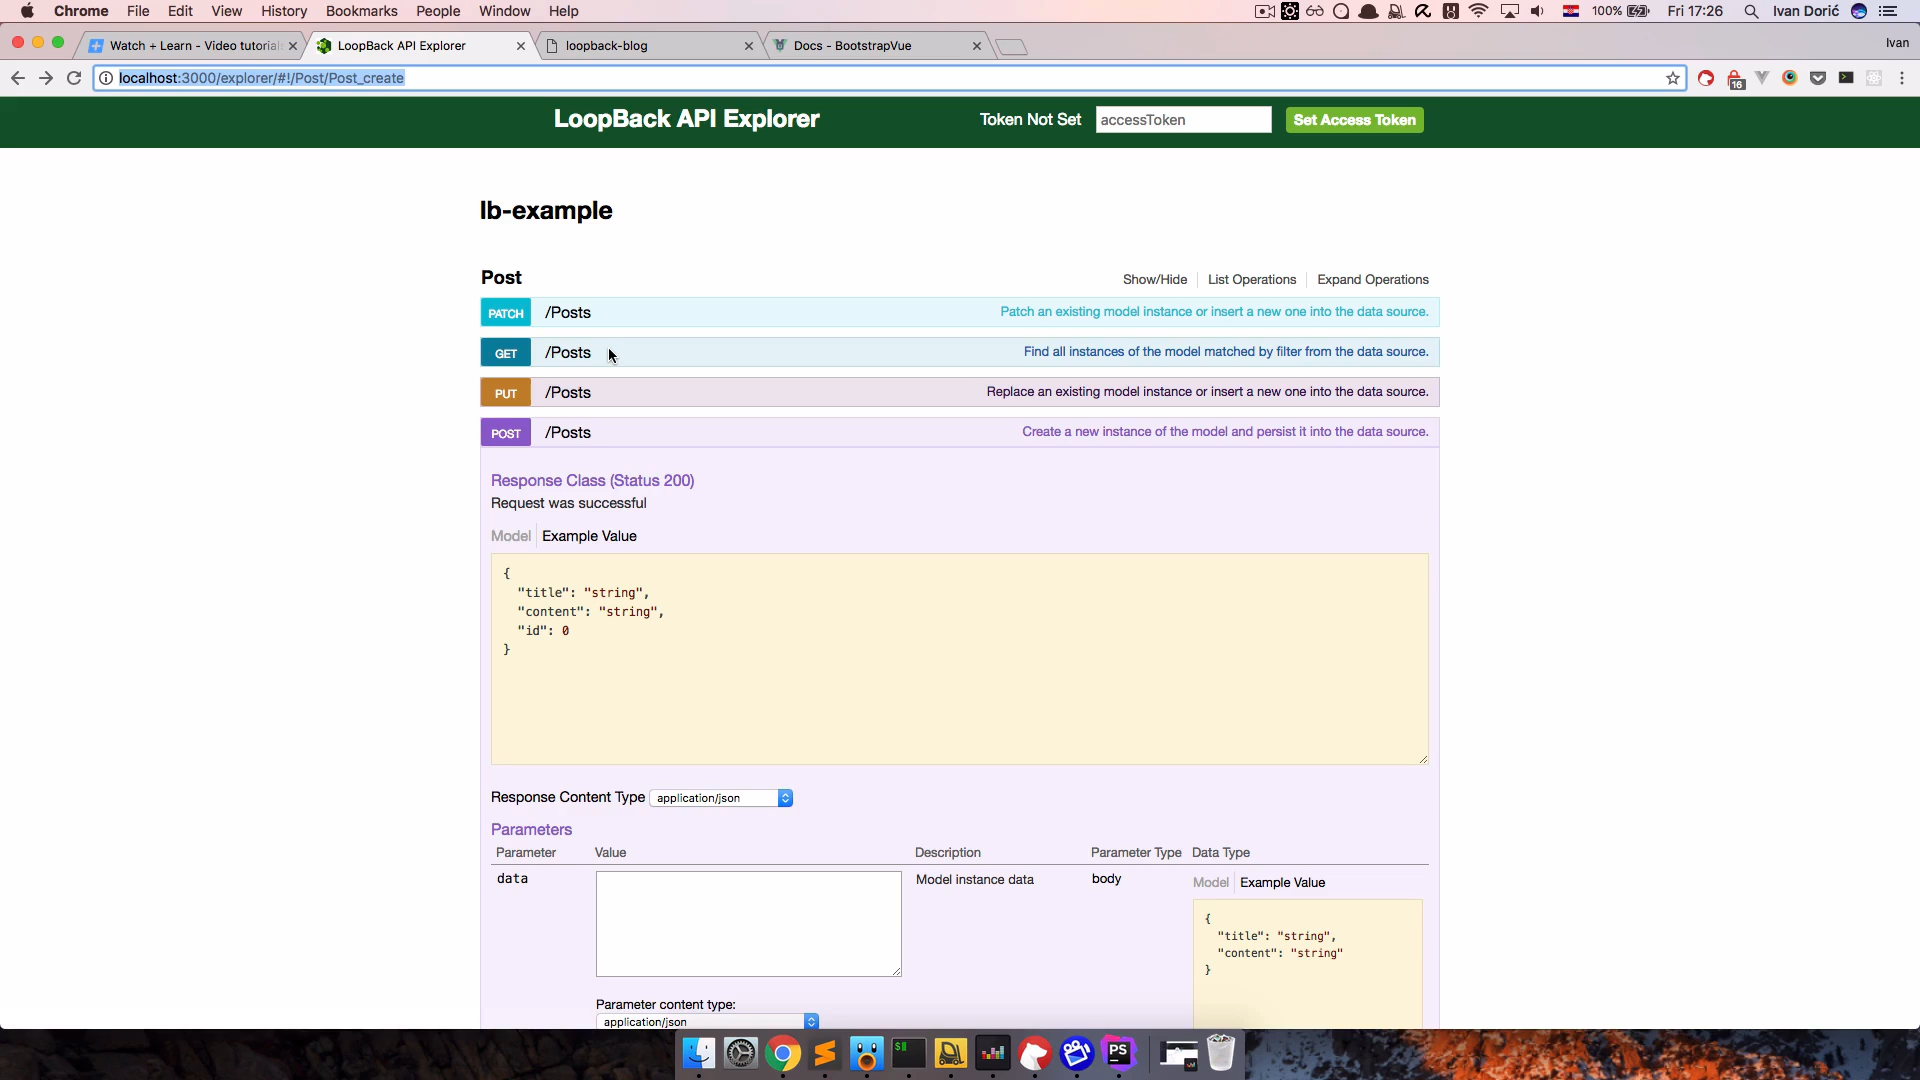 Chrome File Edit View History Bookmarks People Window Help 100% Fri 17:26 Ivan Dorić
Watch + Learn - Video tutorial LoopBack API Explorer loopback-blog Docs - BootstrapVue Ivan
localhost:3000/explorer/#!/Post/Post_create 16
LoopBack API Explorer Token Not Set accessToken Set Access Token
lb-example
Post Show/Hide List Operations Expand Operations
PATCH /Posts Patch an existing model instance or insert a new one into the data source.
GET /Posts Find all instances of the model matched by filter from the data source.
PUT /Posts Replace an existing model instance or insert a new one into the data source.
POST /Posts Create a new instance of the model and persist it into the data source.
Response Class (Status 200)
Request was successful
Model Example Value
{
"title": "string",
"content": "string",
"id": 0
}
Response Content Type application/json
Parameters
Parameter Value Description Parameter Type Data Type
data Model instance data body Model Example Value
{
"title": "string",
"content": "string"
}
Parameter content type:
application/json
$
PS